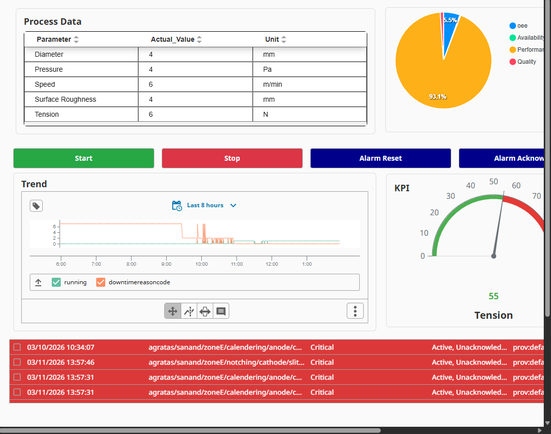 Process Data
Parameter Actual_Value Unit
Diameter 4 mm
Pressure 4 Pa
Speed 6 m/min
Surface Roughness 4 mm
Tension 6 N
5.5%
93.1%
oee
Availability
Performar
Quality
Start Stop Alarm Reset Alarm Acknow
Trend
Last 8 hours
6
4
2
0
6:00 7:00 8:00 9:00 10:00 11:00 12:00 1:00
running downtimereasoncode
KPI
0
10
20
30
40
50
60
70
55
Tension
03/10/2026 10:34:07 agratas/sanand/zoneE/calendering/anode/c... Critical Active, Unacknowled... prov:defa
03/11/2026 13:57:46 agratas/sanand/zoneE/notching/cathode/slit... Critical Active, Unacknowled... prov:defa
03/11/2026 13:57:31 agratas/sanand/zoneE/calendering/anode/c... Critical Active, Unacknowled... prov:defa
03/11/2026 13:57:31 agratas/sanand/zoneE/calendering/anode/c... Critical Active, Unacknowled... prov:defa